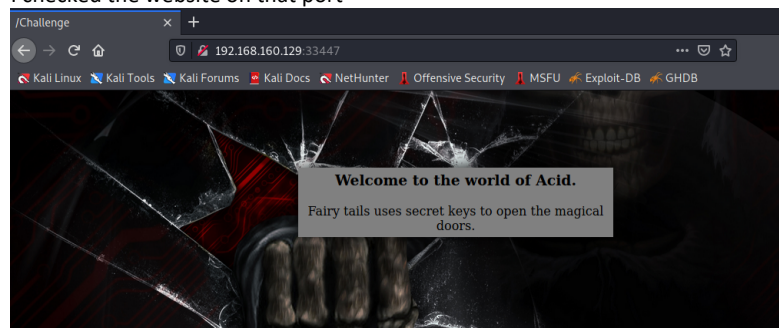 I checked the website on that port
/Challenge
192.168.160.129:33447
Kali Linux Kali Tools Kali Forums Kali Docs NetHunter Offensive Security MSFU Exploit-DB GHDB
Welcome to the world of Acid.
Fairy tails uses secret keys to open the magical
doors.